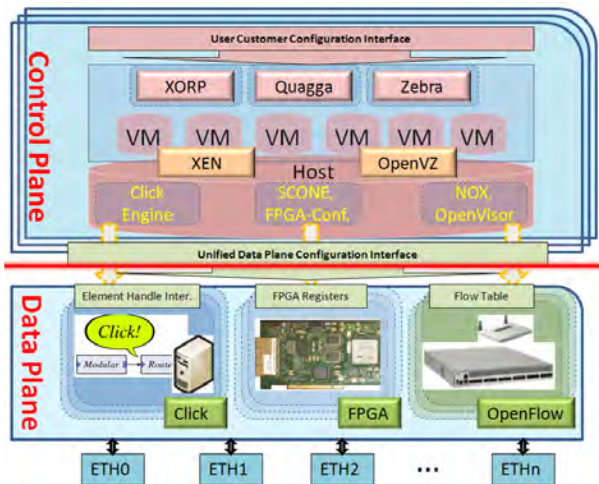 User Customer Configuration Interface
Control Plane
XORP
Quagga
Zebra
VM
VM
VM
VM
VM
VM
XEN
OpenVZ
Host
Click
Engine
SCONE,
FPGA-Conf,
NOX,
OpenVisor
Unified Data Plane Configuration Interface
Data Plane
Element Handle Inter..
FPGA Registers
Flow Table
Click!
Modular
Route
Click
FPGA
OpenFlow
ETH0
ETH1
ETH2
...
ETHn